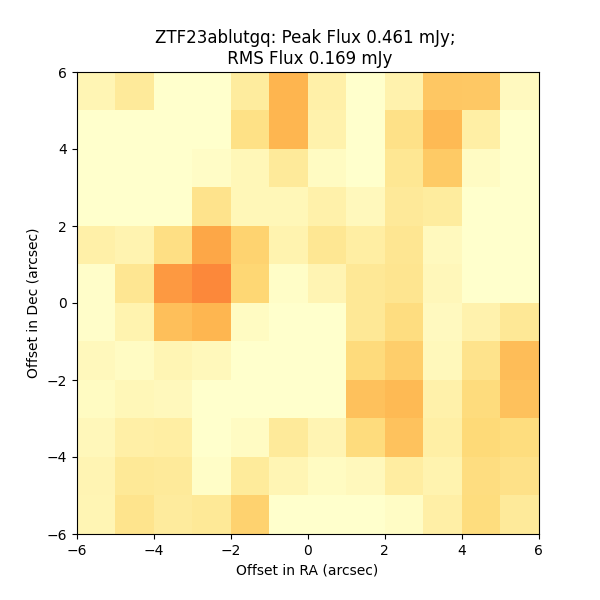 ZTF23ablutgq: Peak Flux 0.461 mJy;
RMS Flux 0.169 mJy
6
4
2
0
−2
−4
−6
Offset in Dec (arcsec)
−6 −4 −2 0 2 4 6
Offset in RA (arcsec)